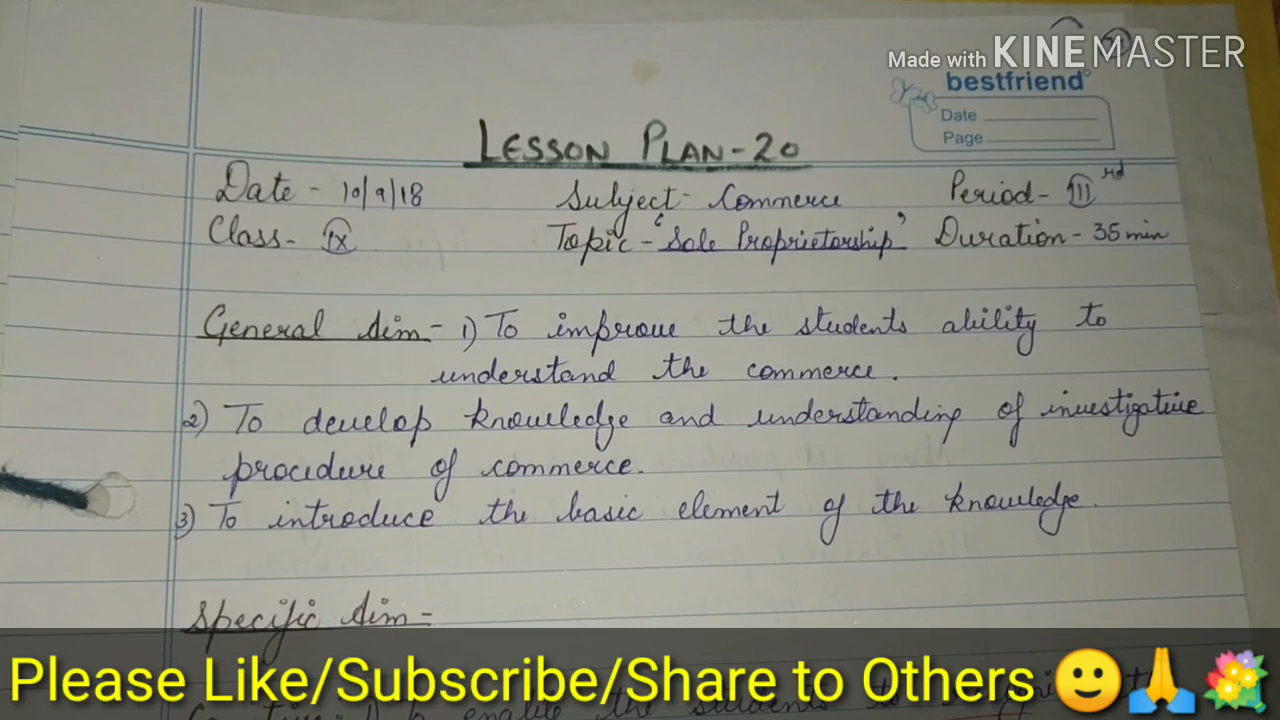 Made with KINEMASTER
bestfriend
Date
Page
LESSON PLAN-20
Date - 10/9/18 Subject - Commerce Period - III rd
Class - IX Topic - 'Sole Proprietorship' Duration - 35 min
General Aim - 1) To improve the students ability to
understand the commerce.
2) To develop knowledge and understanding of investigative
procedure of commerce.
3) To introduce the basic element of the knowledge.
Specific Aim -
Please Like/Subscribe/Share to Others 🙂🙏💐
the students to